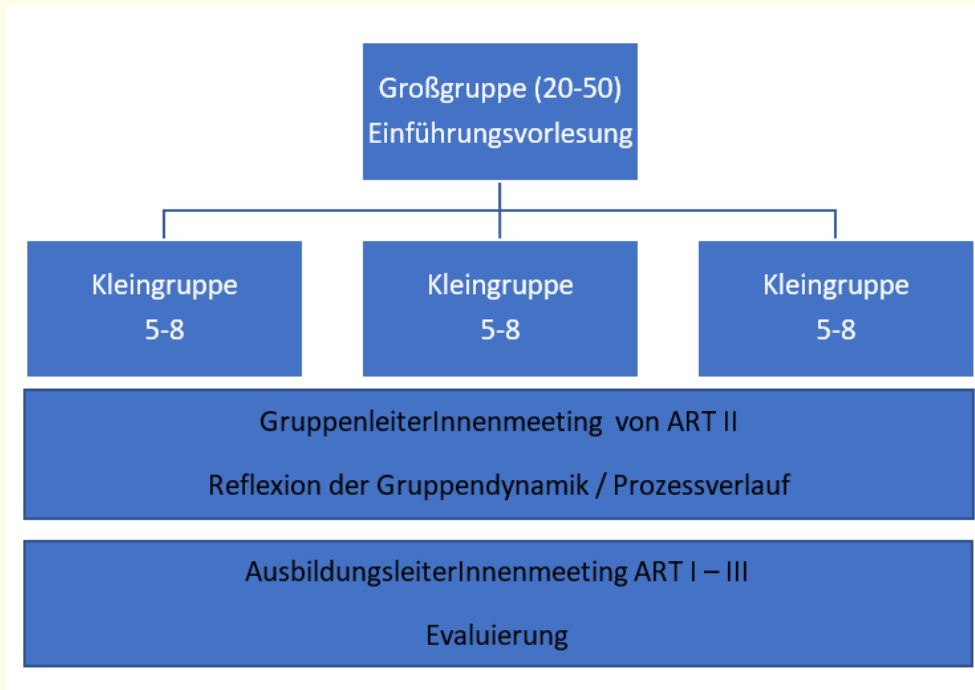 Großgruppe (20-50)
Einführungsvorlesung
Kleingruppe
5-8
Kleingruppe
5-8
Kleingruppe
5-8
GruppenleiterInnenmeeting von ART II
Reflexion der Gruppendynamik / Prozessverlauf
AusbildungsleiterInnenmeeting ART I – III
Evaluierung